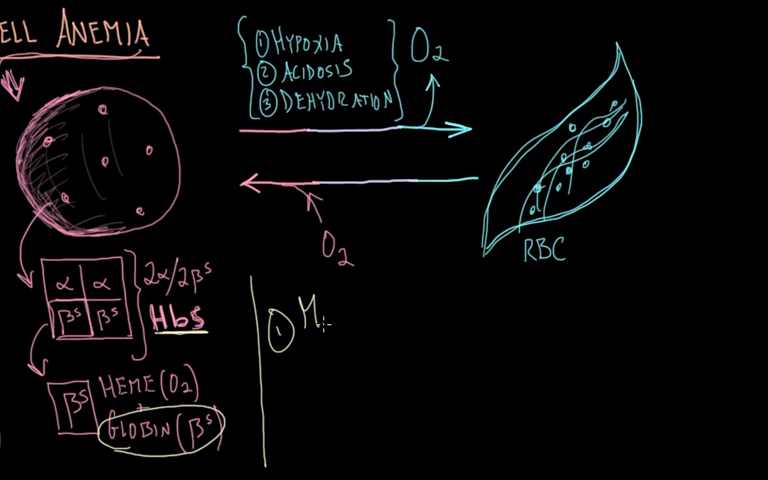 ELL ANEMIA
① HYPOXIA
② ACIDOSIS
③ DEHYDRATION
O₂
O₂
RBC
α α
βˢ βˢ
2α/2βˢ
HbS
βˢ
HEME (O₂)
+
GLOBIN (βˢ)
① M